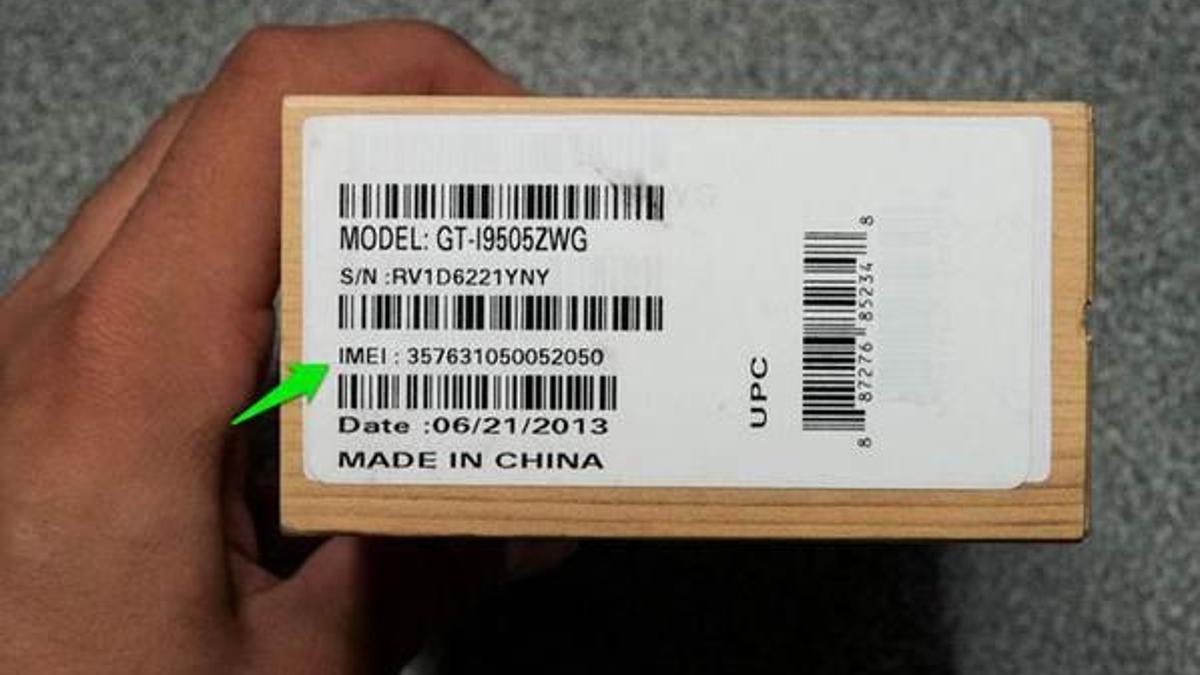 MODEL: GT-I9505ZWG
S/N :RV1D6221YNY
IMEI : 357631050052050
Date :06/21/2013
MADE IN CHINA
UPC
8 87276 85234 8